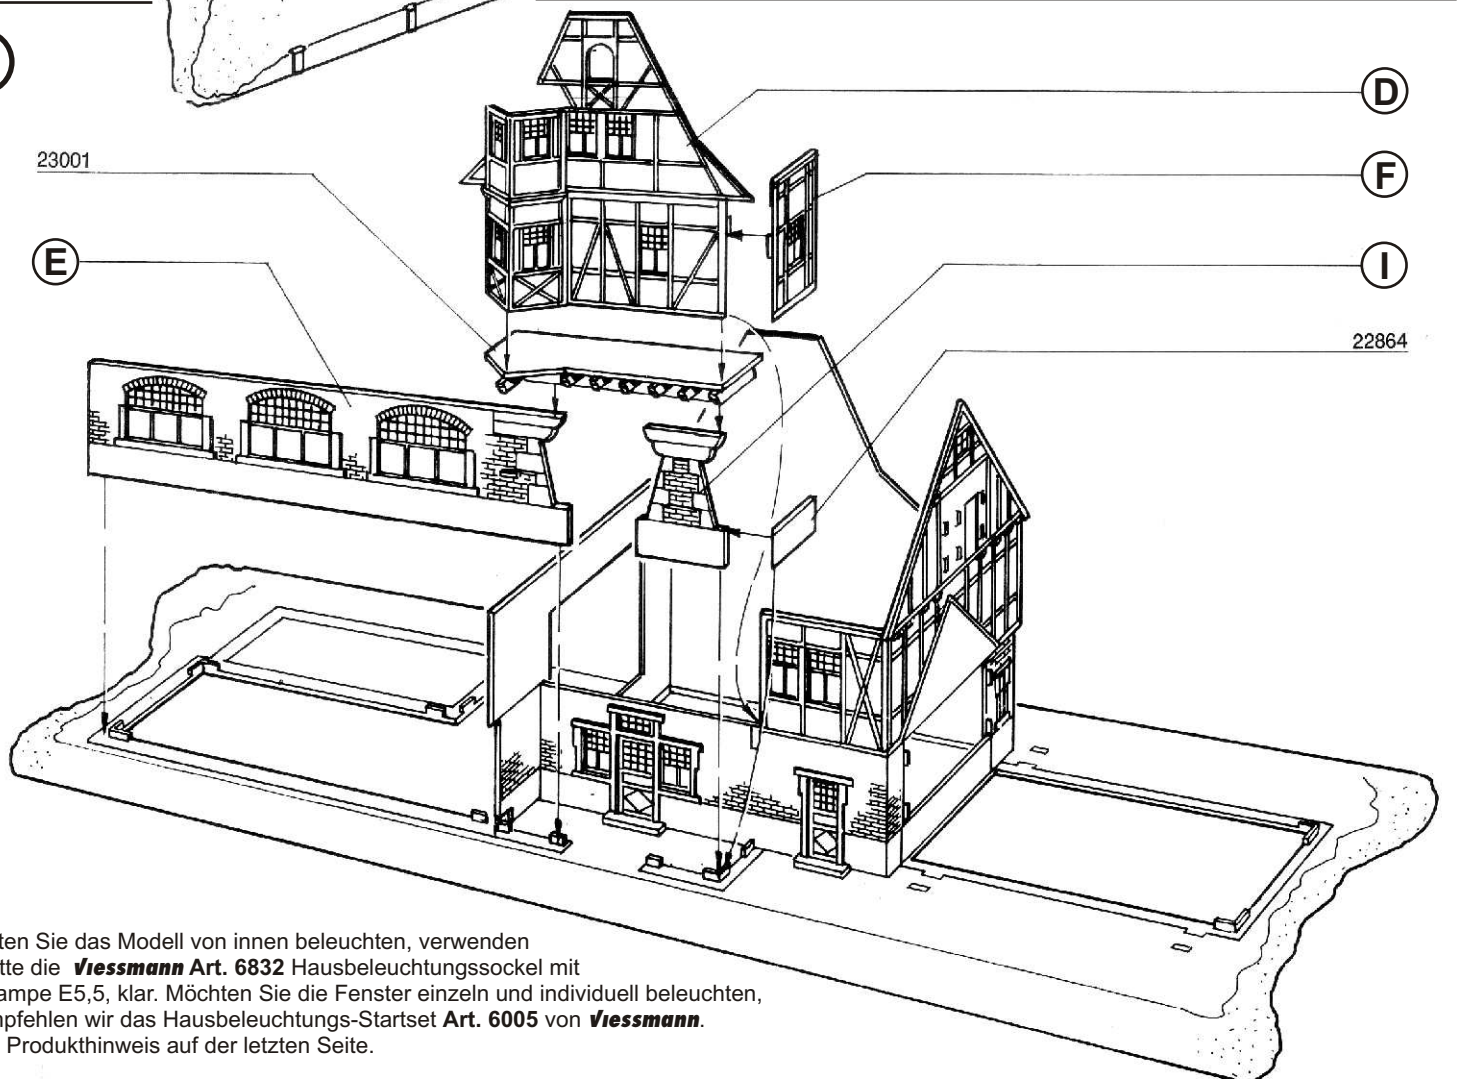 D
23001
F
E
I
22864
ten Sie das Modell von innen beleuchten, verwenden
tte die Viessmann Art. 6832 Hausbeleuchtungssockel mit
ampe E5,5, klar. Möchten Sie die Fenster einzeln und individuell beleuchten,
npfehlen wir das Hausbeleuchtungs-Startset Art. 6005 von Viessmann.
Produkthinweis auf der letzten Seite.